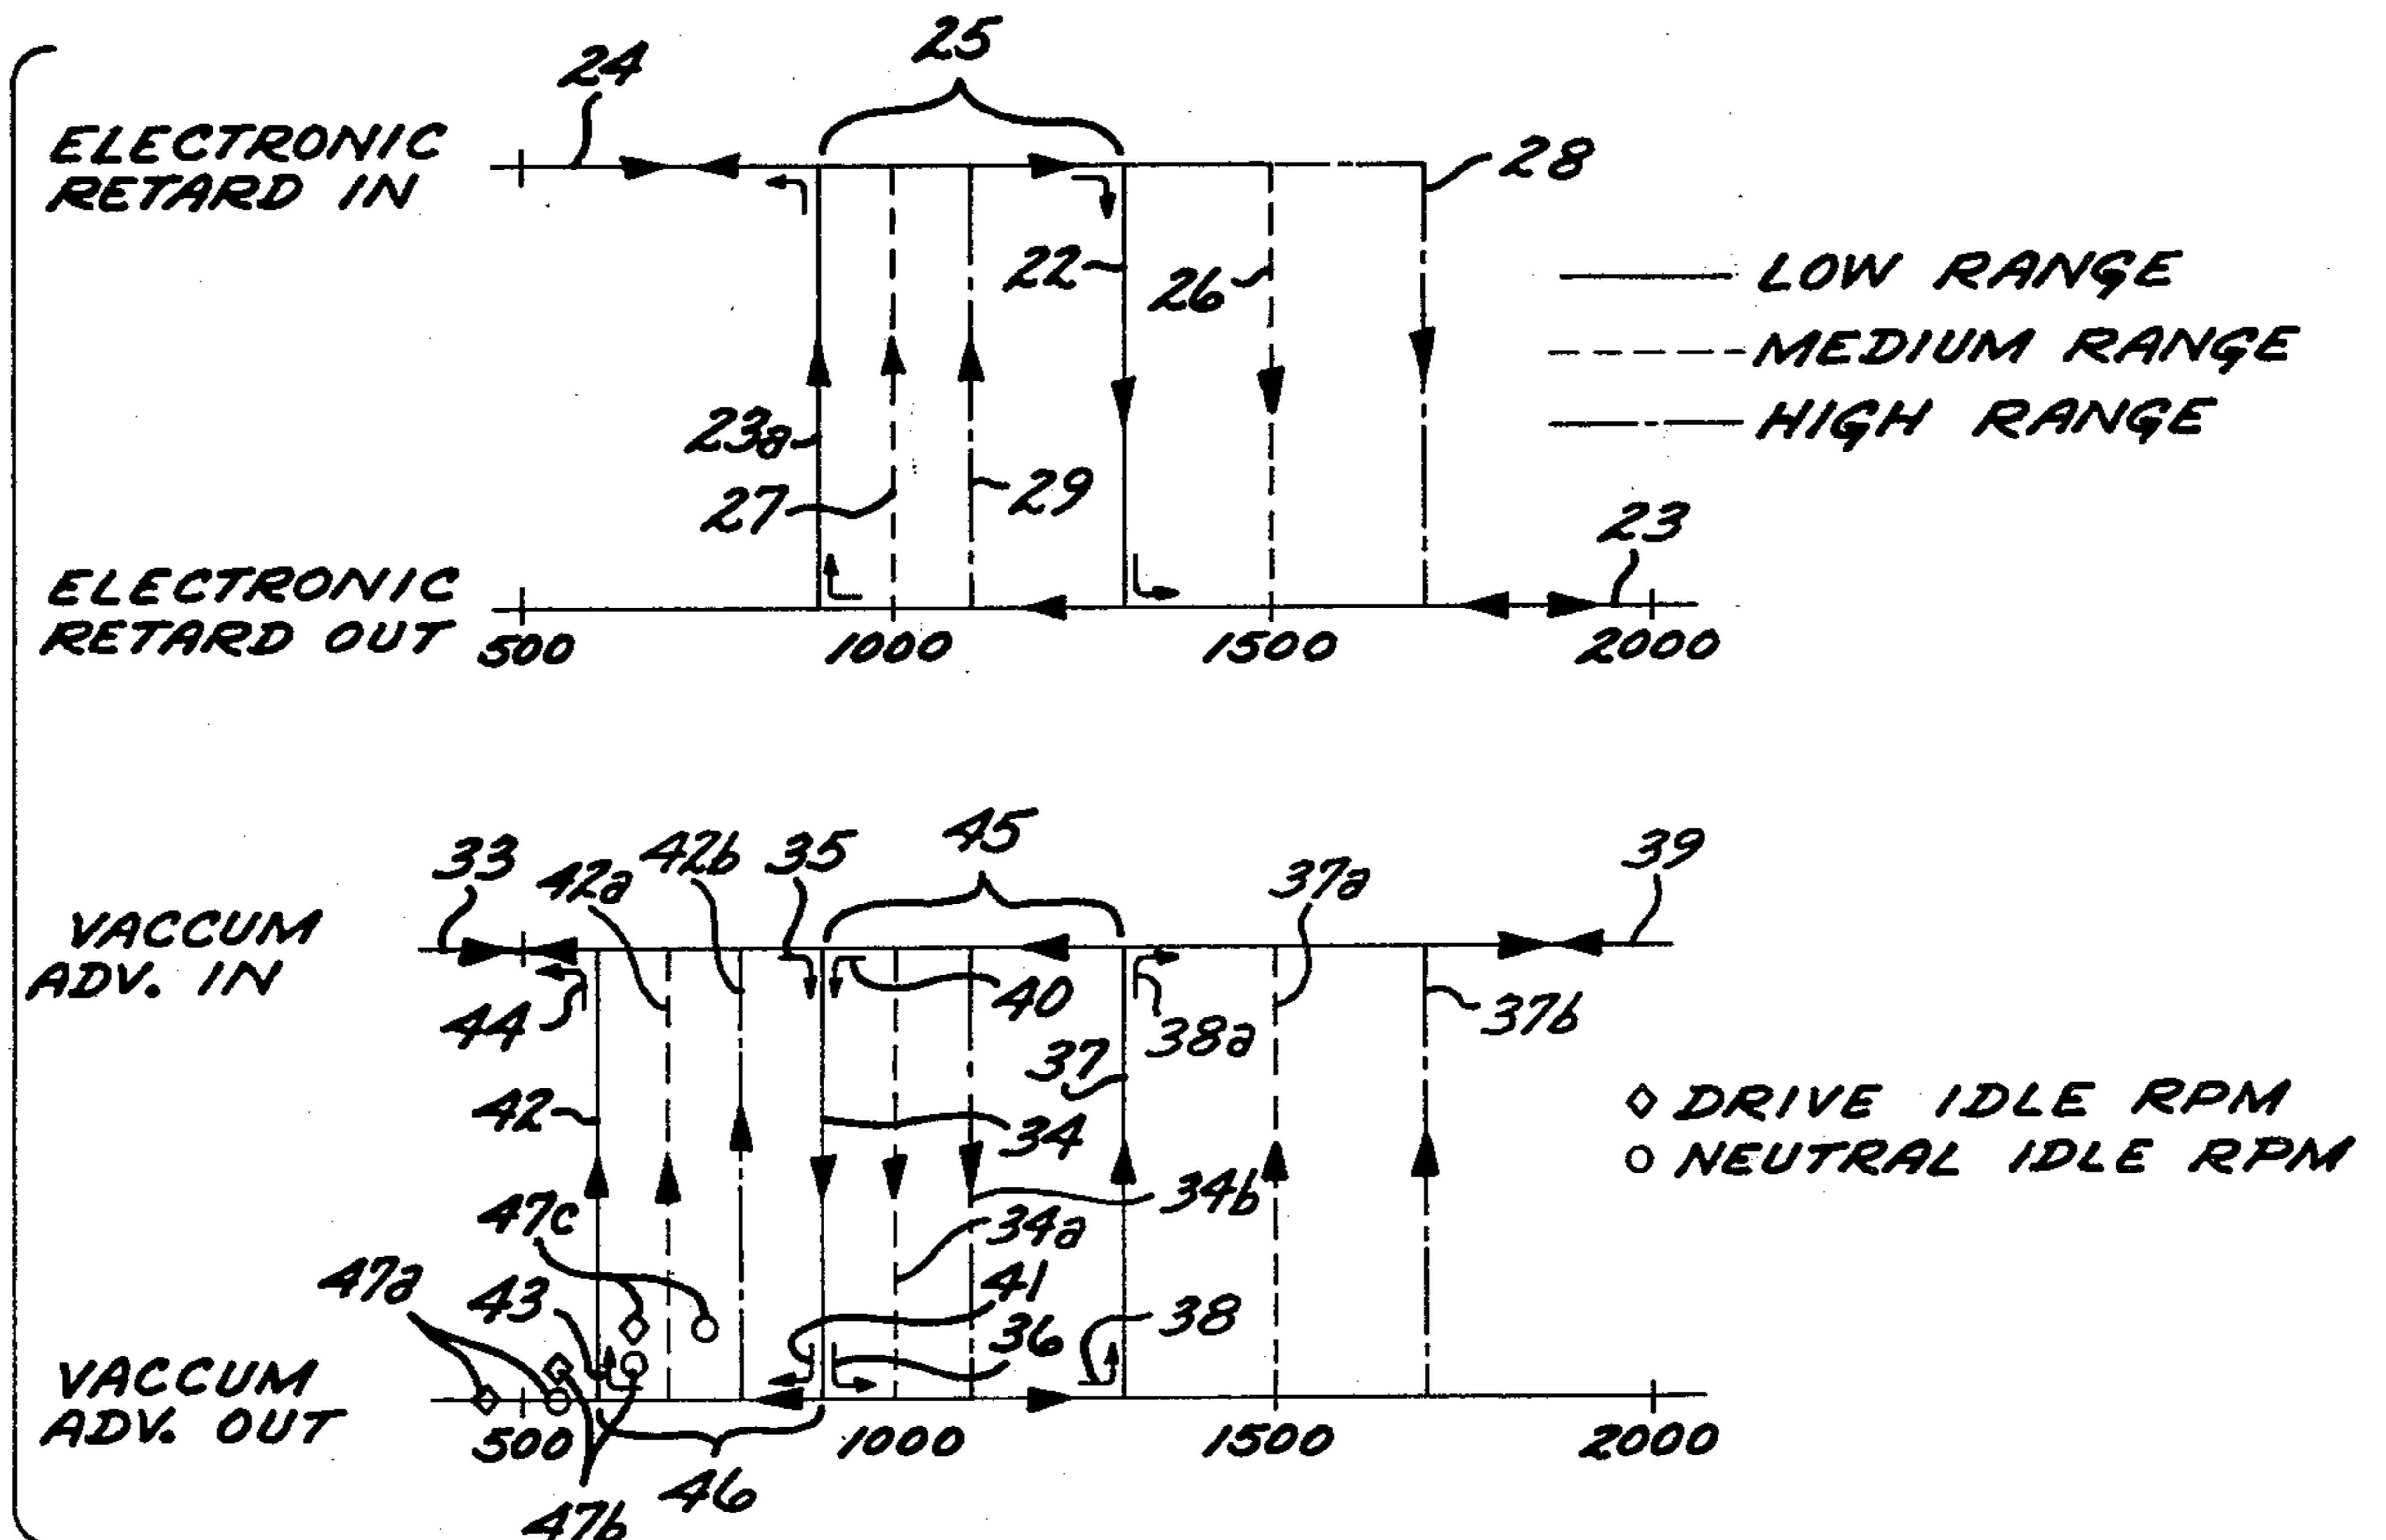 25
24
ELECTRONIC
RETARD IN
28
22
26
LOW RANGE
MEDIUM RANGE
HIGH RANGE
23a
27
29
23
ELECTRONIC
RETARD OUT
500
1000
1500
2000
33
42a
42b
35
45
37a
39
VACCUM
ADV. IN
44
40
38a
37b
37
42
34
DRIVE IDLE RPM
NEUTRAL IDLE RPM
47c
34b
34a
47a
43
41
36
38
VACCUM
ADV. OUT
500
1000
1500
2000
46
47b